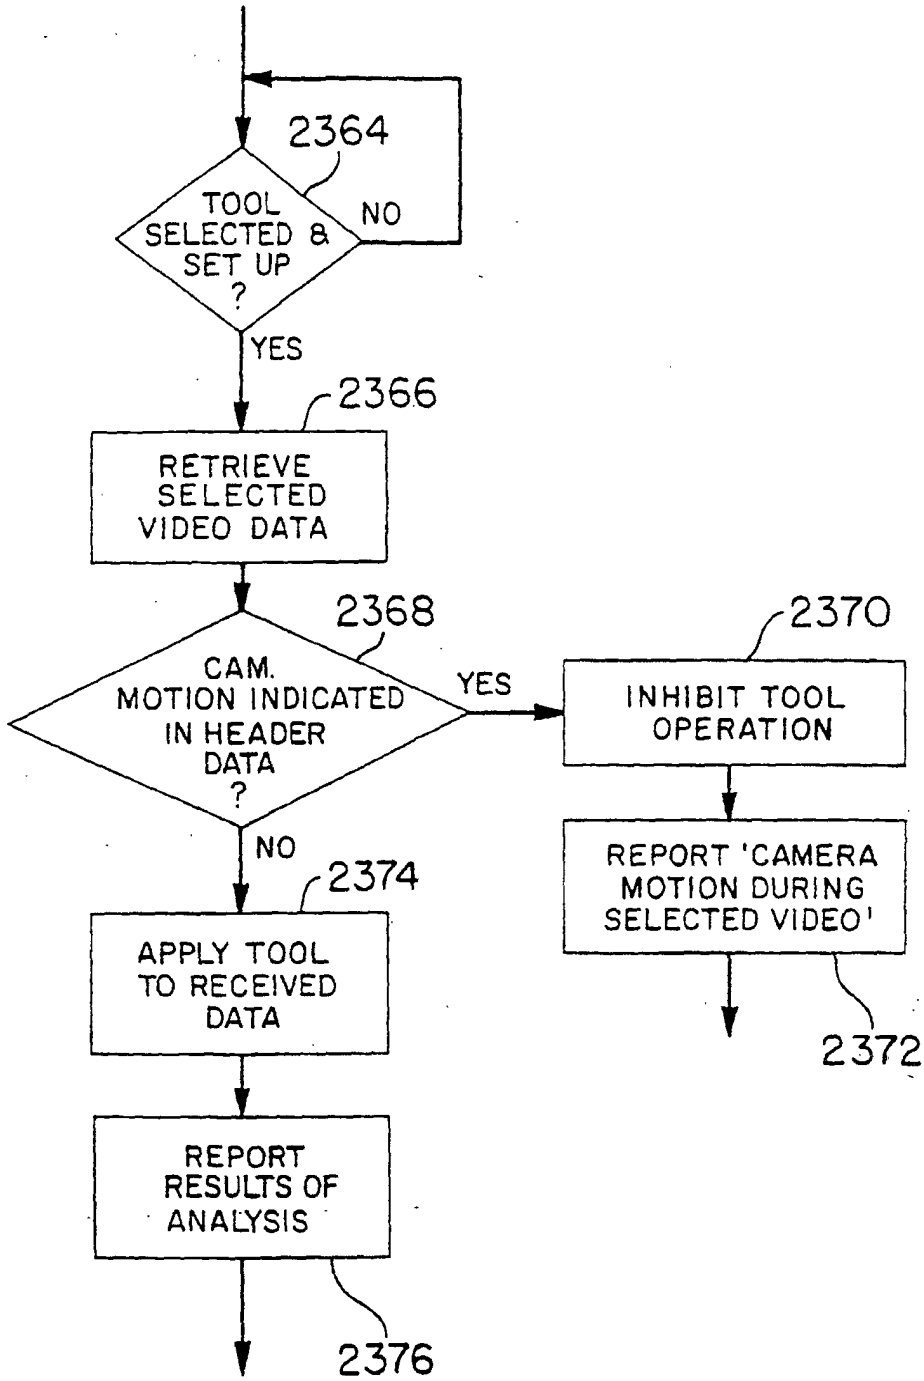 2364
TOOL
SELECTED &
SET UP
?
NO
YES
2366
RETRIEVE
SELECTED
VIDEO DATA
2368
CAM.
MOTION INDICATED
IN HEADER
DATA
?
YES
2370
INHIBIT TOOL
OPERATION
NO
REPORT 'CAMERA
MOTION DURING
SELECTED VIDEO'
2372
2374
APPLY TOOL
TO RECEIVED
DATA
REPORT
RESULTS OF
ANALYSIS
2376